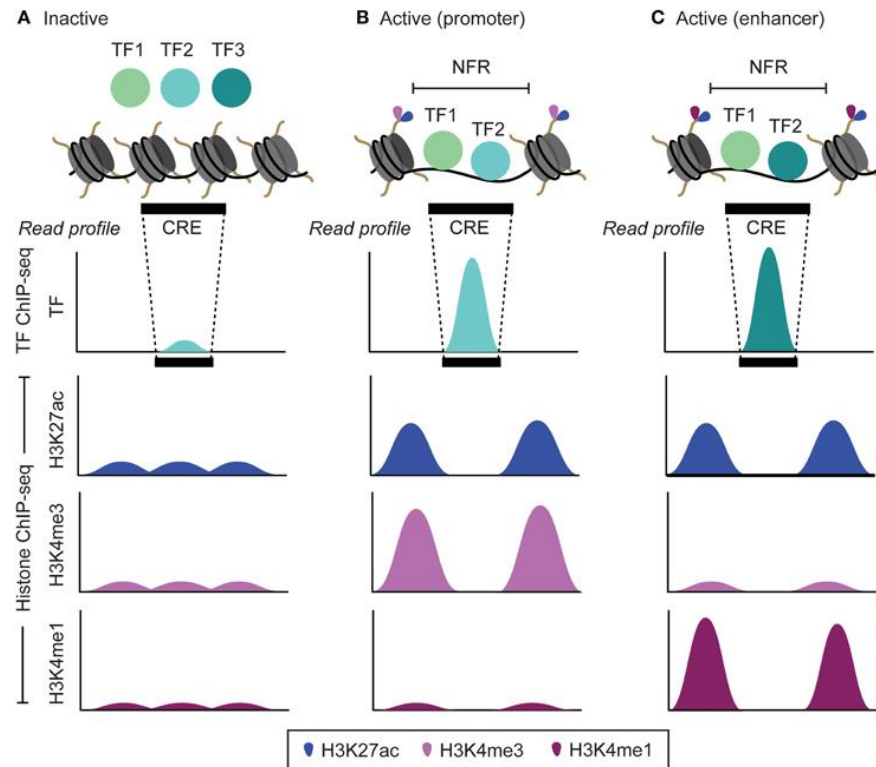 A Inactive
TF1 TF2 TF3
Read profile CRE
B Active (promoter)
NFR
TF1
TF2
Read profile CRE
C Active (enhancer)
NFR
TF1
TF2
Read profile CRE
TF ChIP-seq
TF
Histone ChIP-seq
H3K27ac
H3K4me3
H3K4me1
H3K27ac H3K4me3 H3K4me1